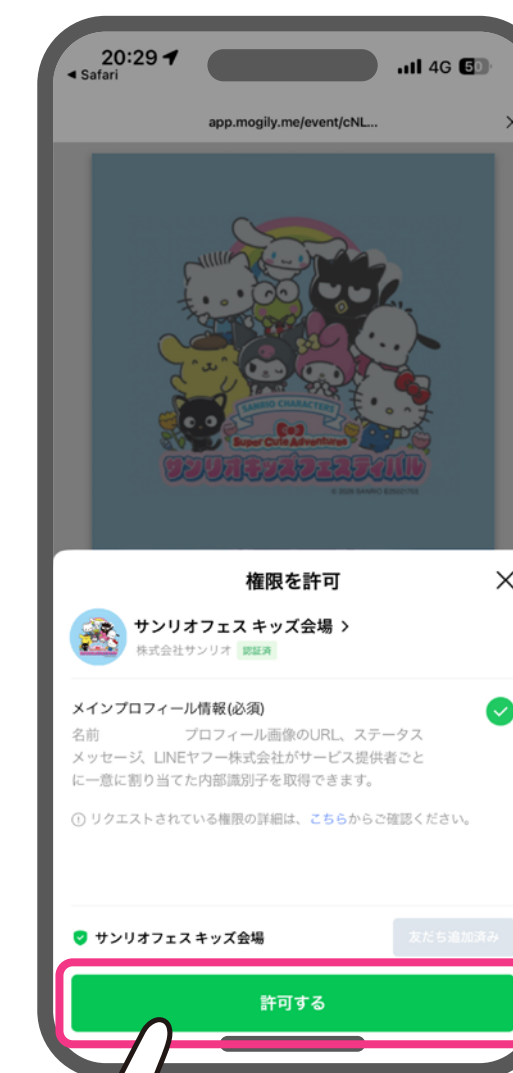 20:29
◀ Safari
4G 50
app.mogily.me/event/cNL...
SANRIO CHARACTERS
Super Cute Adventures
サンリオキッズフェスティバル
権限を許可
サンリオフェス キッズ会場 >
株式会社サンリオ 認証済
メインプロフィール情報(必須)
名前 プロフィール画像のURL、ステータス
メッセージ、LINEヤフー株式会社がサービス提供者ごと
に一意に割り当てた内部識別子を取得できます。
リクエストされている権限の詳細は、こちらからご確認ください。
サンリオフェス キッズ会場
友だち追加済み
許可する